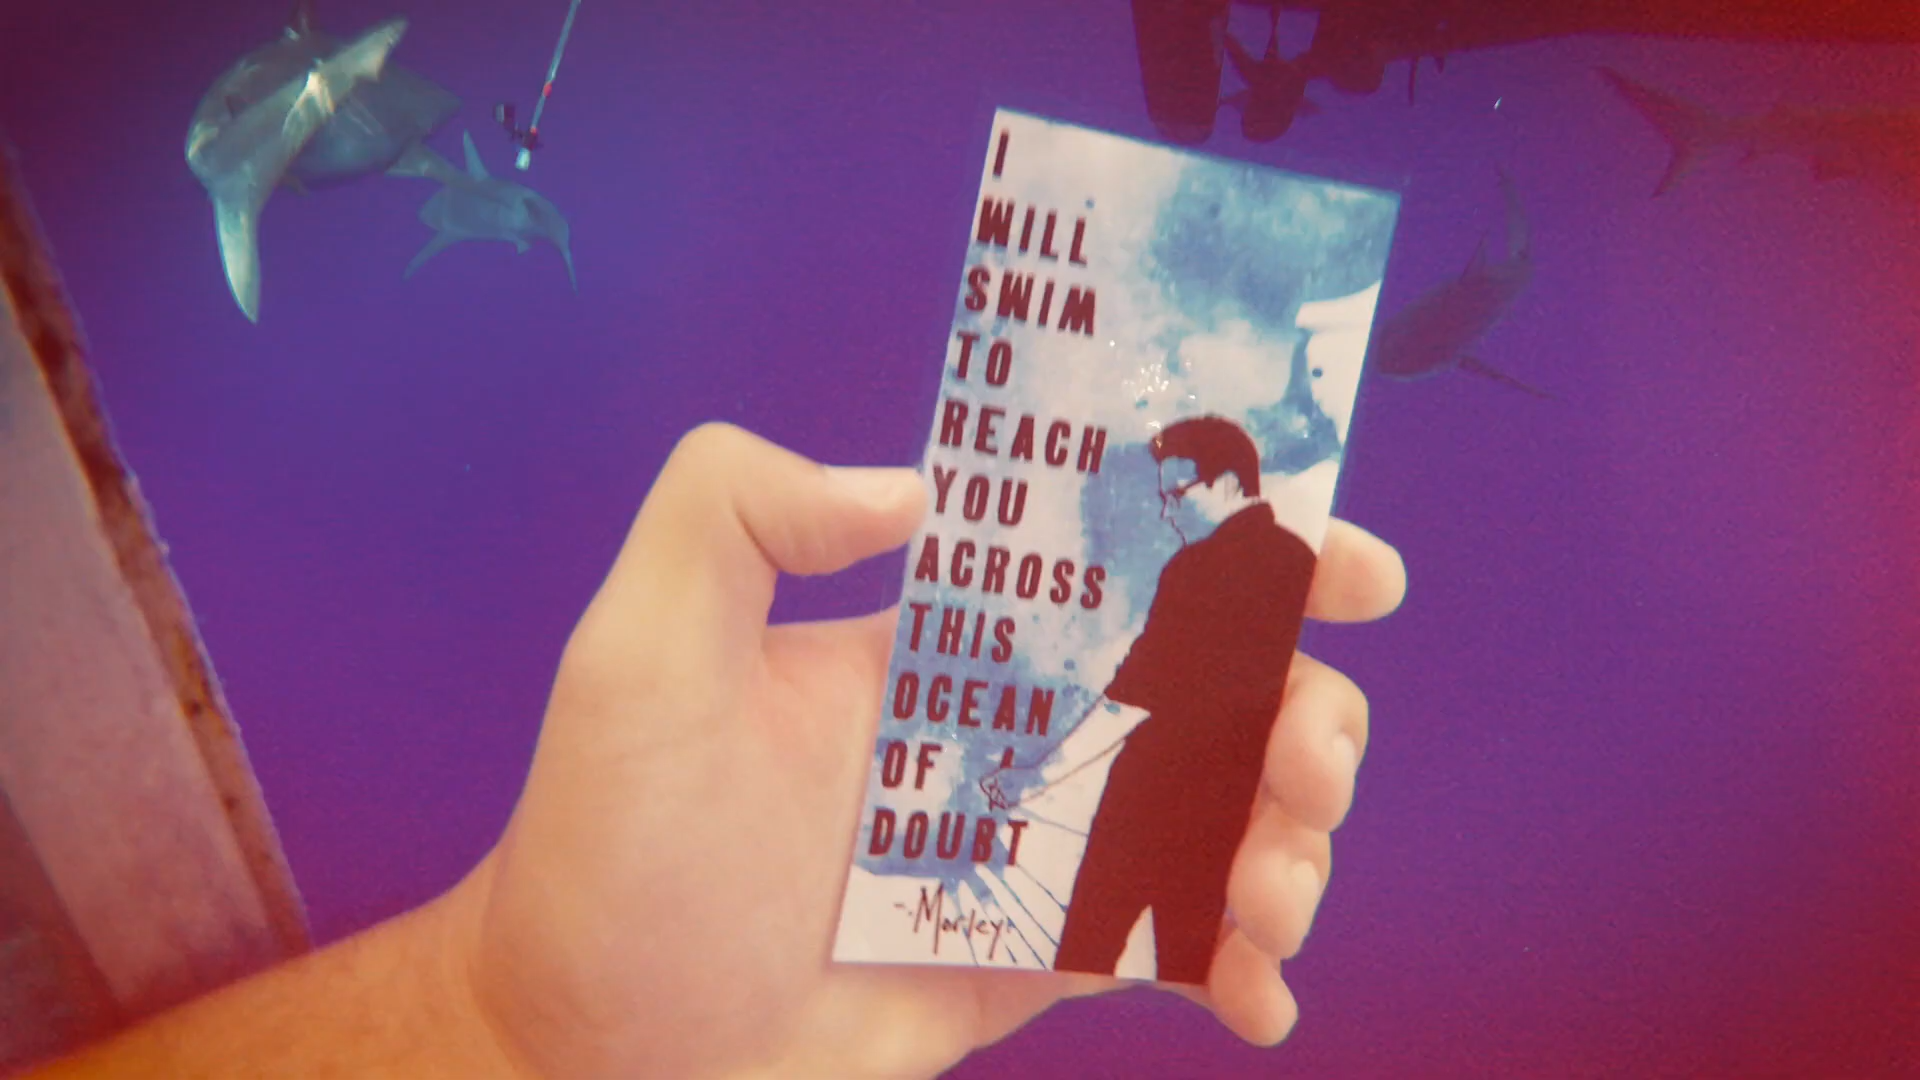 I
WILL
SWIM
TO
REACH
YOU
ACROSS
THIS
OCEAN
OF
DOUBT
-Morley